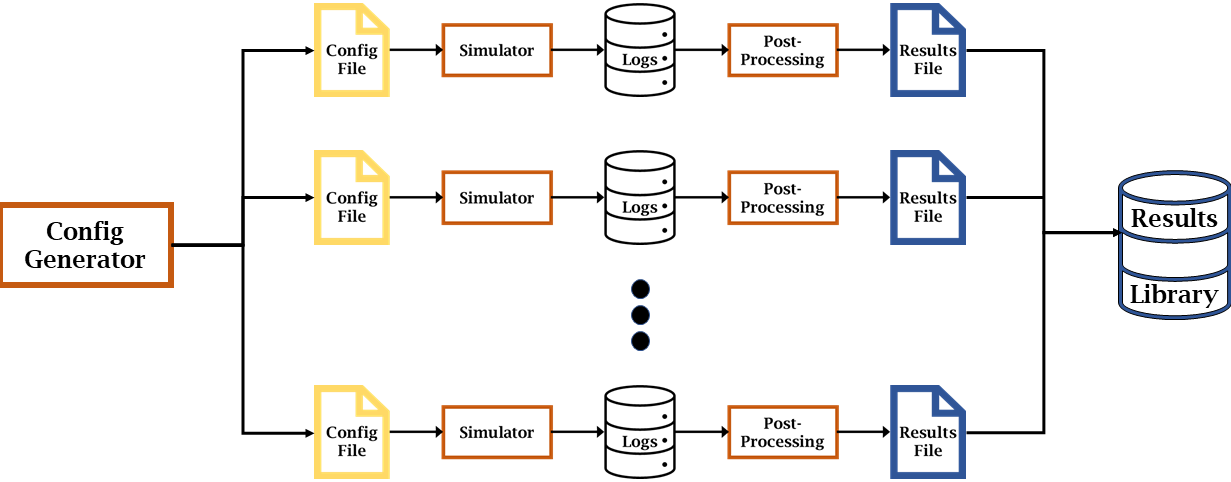 Config
File
Simulator
Logs
Post-
Processing
Results
File
Config
File
Simulator
Logs
Post-
Processing
Results
File
Config
Generator
Results
Library
Config
File
Simulator
Logs
Post-
Processing
Results
File